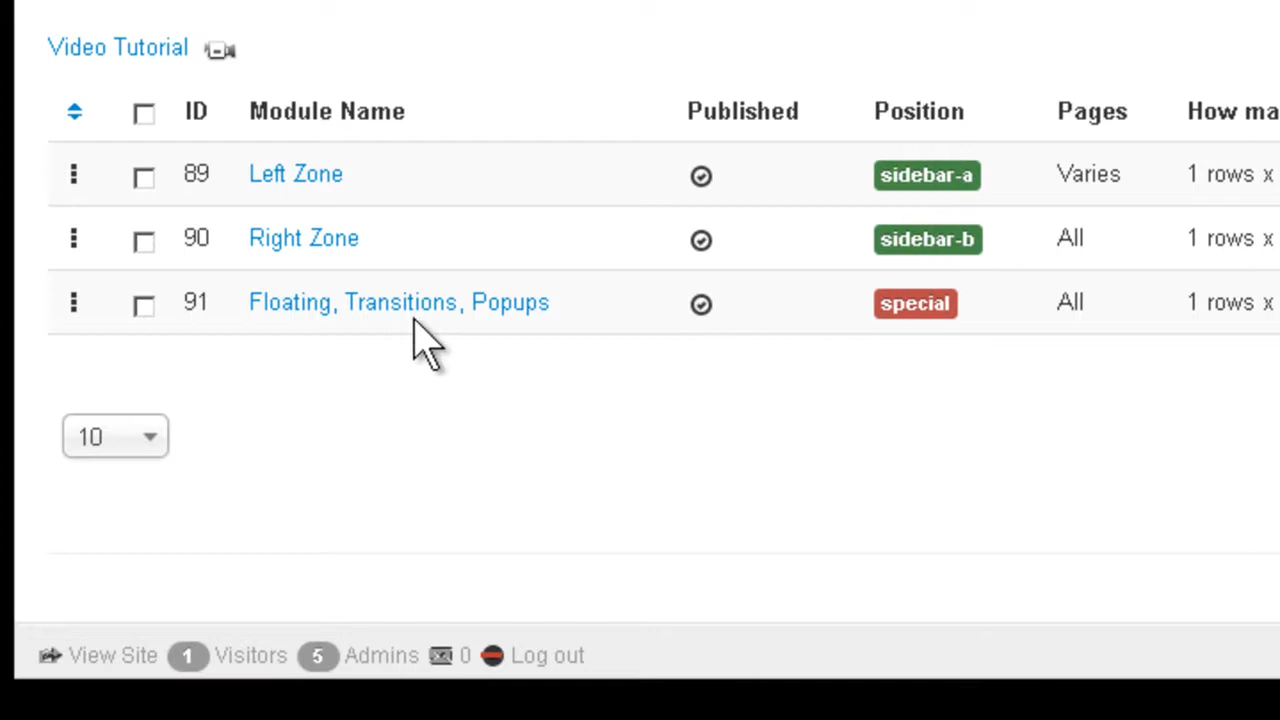 Video Tutorial
ID Module Name Published Position Pages How ma
89 Left Zone sidebar-a Varies 1 rows x
90 Right Zone sidebar-b All 1 rows x
91 Floating, Transitions, Popups special All 1 rows x
10
View Site 1 Visitors 5 Admins 0 Log out